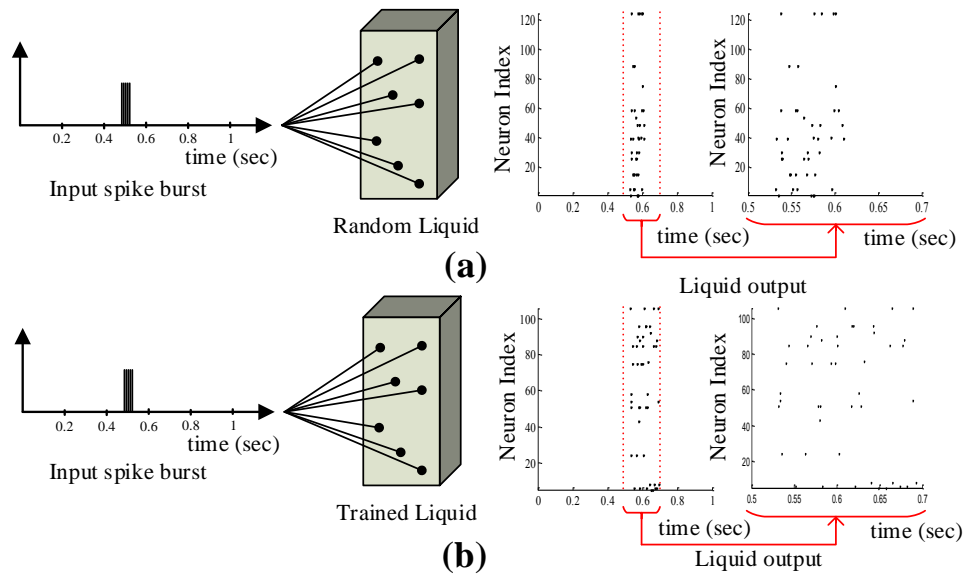 0.2 0.4 0.6 0.8 1
time (sec)
Input spike burst
Random Liquid
Neuron Index
120
100
80
60
40
20
0 0.2 0.4 0.6 0.8 1
time (sec)
Neuron Index
120
100
80
60
40
20
0.5 0.55 0.6 0.65 0.7
time (sec)
Liquid output
(a)
0.2 0.4 0.6 0.8 1
time (sec)
Input spike burst
Trained Liquid
Neuron Index
100
80
60
40
20
0 0.2 0.4 0.6 0.8 1
time (sec)
Neuron Index
100
80
60
40
20
0.5 0.55 0.6 0.65 0.7
time (sec)
Liquid output
(b)